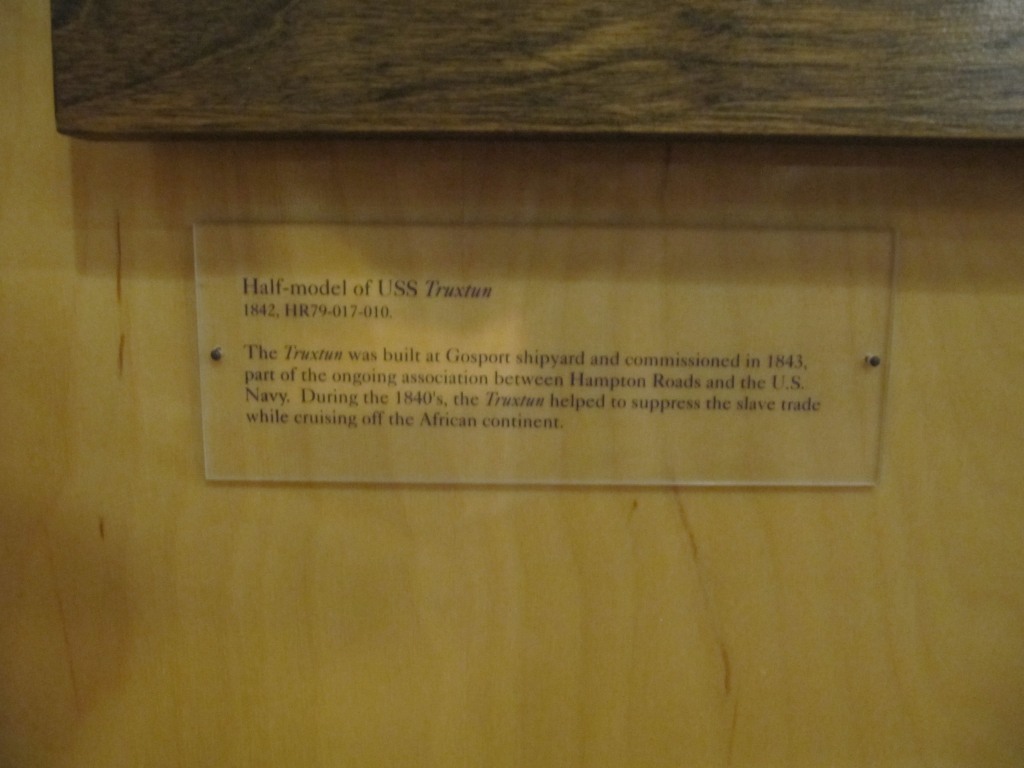 Half-model of USS Truxtun
1842, HR79-017-010.
The Truxtun was built at Gosport shipyard and commissioned in 1843,
part of the ongoing association between Hampton Roads and the U.S.
Navy. During the 1840's, the Truxtun helped to suppress the slave trade
while cruising off the African continent.